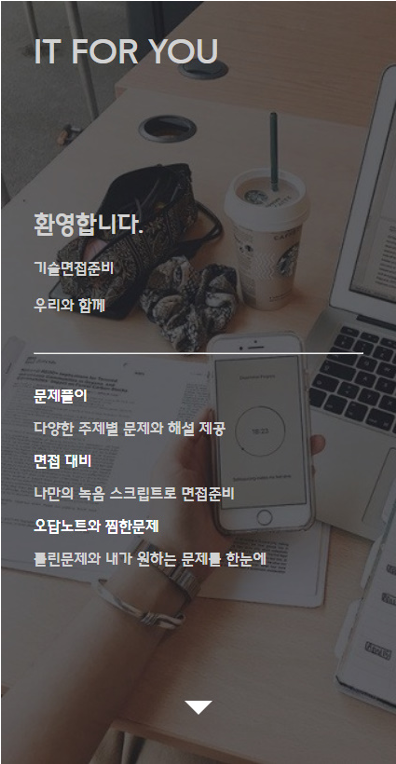 IT FOR YOU
환영합니다.
기술면접준비
우리와 함께
문제풀이
다양한 주제별 문제와 해설 제공
면접 대비
나만의 녹음 스크립트로 면접준비
오답노트와 찜한문제
틀린문제와 내가 원하는 문제를 한눈에